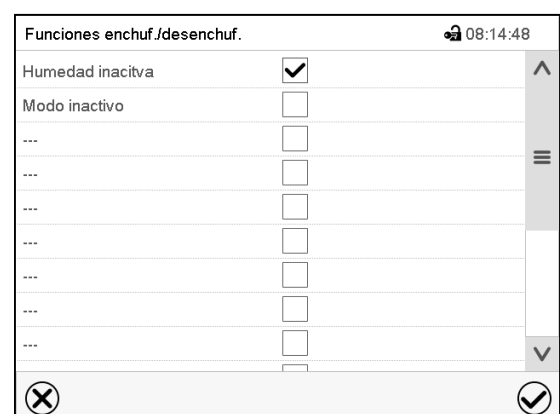 Funciones enchuf./desenchuf. 08:14:48
Humedad inacitva
Modo inactivo
---
---
---
---
---
---
---